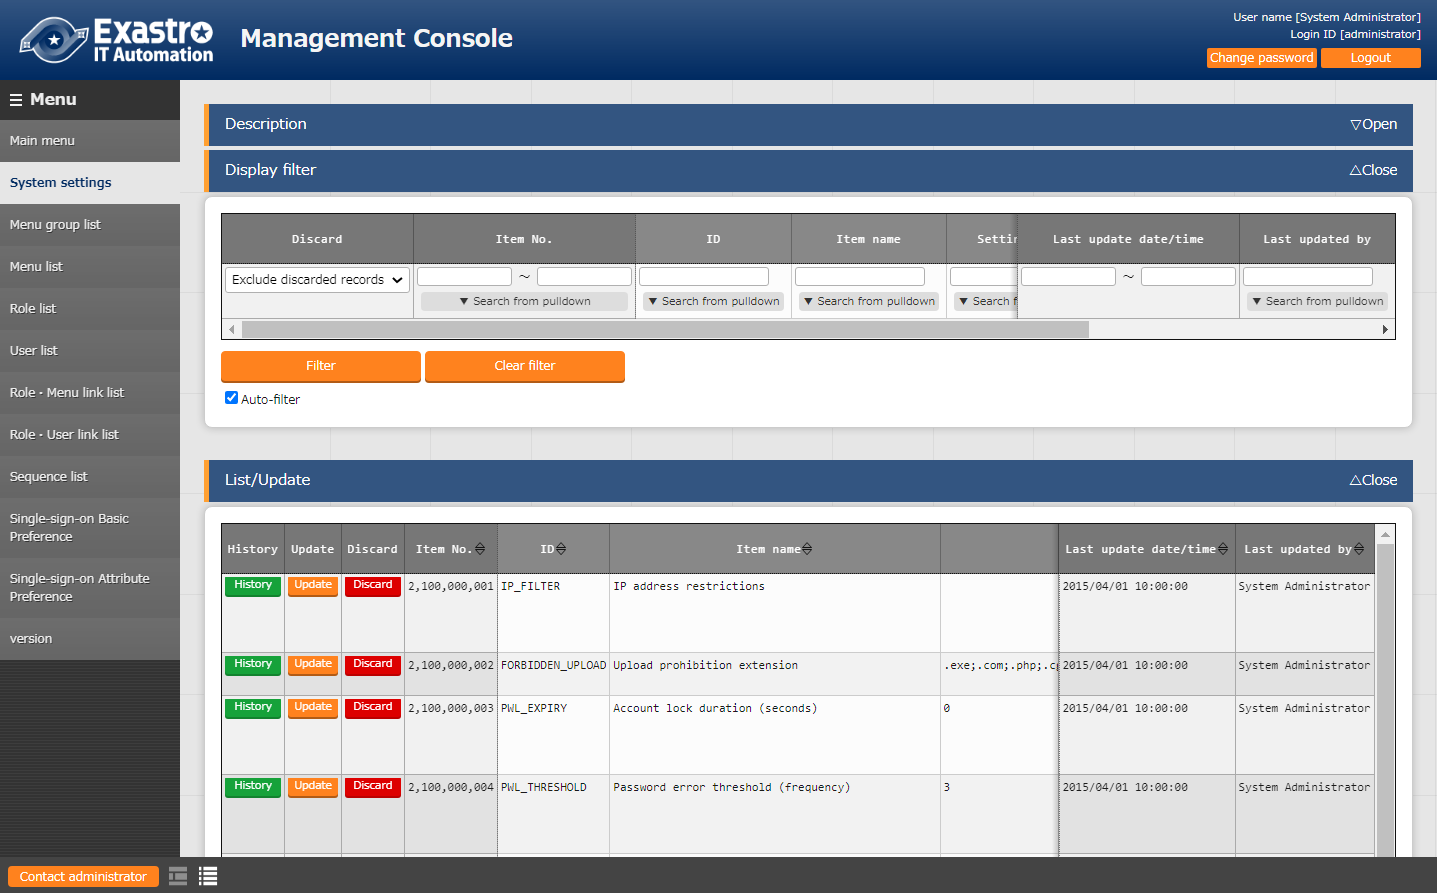 Exastro
IT Automation
Management Console
User name [System Administrator]
Login ID [administrator]
Change password
Logout
Menu
Main menu
System settings
Menu group list
Menu list
Role list
User list
Role・Menu link list
Role・User link list
Sequence list
Single-sign-on Basic
Preference
Single-sign-on Attribute
Preference
version
Description
▽Open
Display filter
△Close
Discard Item No. ID Item name Last update date/time Last updated by
Exclude discarded records ~ ~
▼ Search from pulldown ▼ Search from pulldown ▼ Search from pulldown ▼ Search ▼ Search from pulldown
Filter Clear filter
Auto-filter
List/Update
△Close
History Update Discard Item No. ID Item name Last update date/time Last updated by
History Update Discard 2,100,000,001 IP_FILTER IP address restrictions 2015/04/01 10:00:00 System Administrator
History Update Discard 2,100,000,002 FORBIDDEN_UPLOAD Upload prohibition extension .exe;.com;.php;.cg 2015/04/01 10:00:00 System Administrator
History Update Discard 2,100,000,003 PWL_EXPIRY Account lock duration (seconds) 0 2015/04/01 10:00:00 System Administrator
History Update Discard 2,100,000,004 PWL_THRESHOLD Password error threshold (frequency) 3 2015/04/01 10:00:00 System Administrator
Contact administrator